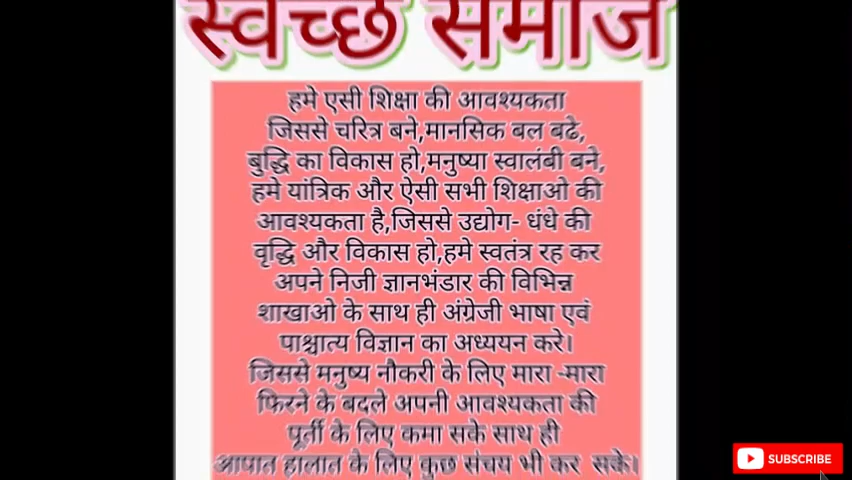 स्वच्छ समाज
हमे एसी शिक्षा की आवश्यकता
जिससे चरित्र बने,मानसिक बल बढे,
बुद्धि का विकास हो,मनुष्या स्वालंबी बने,
हमे यांत्रिक और ऐसी सभी शिक्षाओ की
आवश्यकता है,जिससे उद्योग- धंधे की
वृद्धि और विकास हो,हमे स्वतंत्र रह कर
अपने निजी ज्ञानभंडार की विभिन्न
शाखाओ के साथ ही अंग्रेजी भाषा एवं
पाश्चात्य विज्ञान का अध्ययन करे।
जिससे मनुष्य नौकरी के लिए मारा -मारा
फिरने के बदले अपनी आवश्यकता की
पूर्ती के लिए कमा सके साथ ही
आपात हालात के लिए कुछ संचय भी कर सके।
SUBSCRIBE